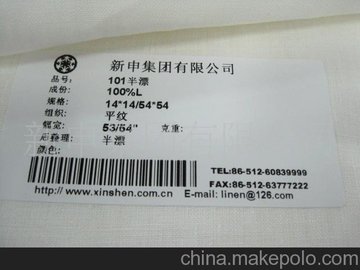 新申集团有限公司
品号: 101半漂
成份: 100%L
规格: 14*14/54*54
组织: 平纹
幅宽: 53/54" 克重:
后整理: 半漂
颜色:
TEL:86-512-60839999
FAX:86-512-63777222
http://www.xinshen.com.cn E-mail: linen@126.com
china.makepolo.com